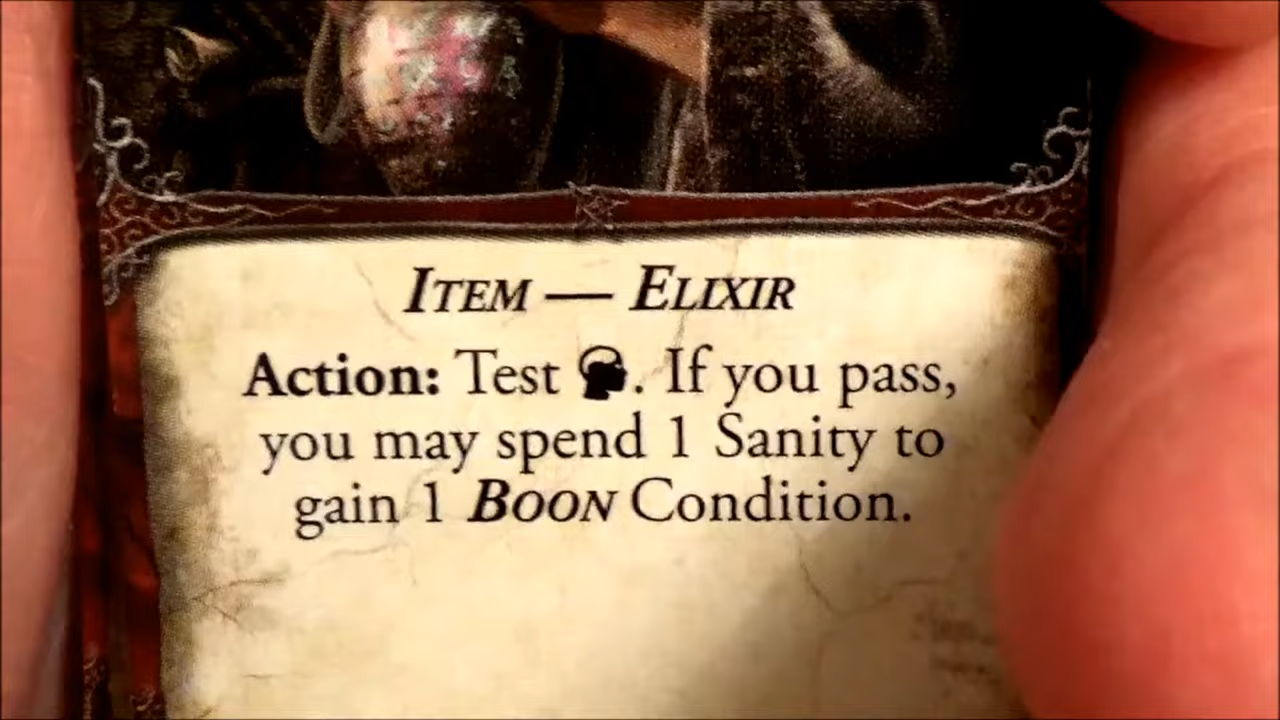 ITEM — ELIXIR
Action: Test . If you pass,
you may spend 1 Sanity to
gain 1 BOON Condition.